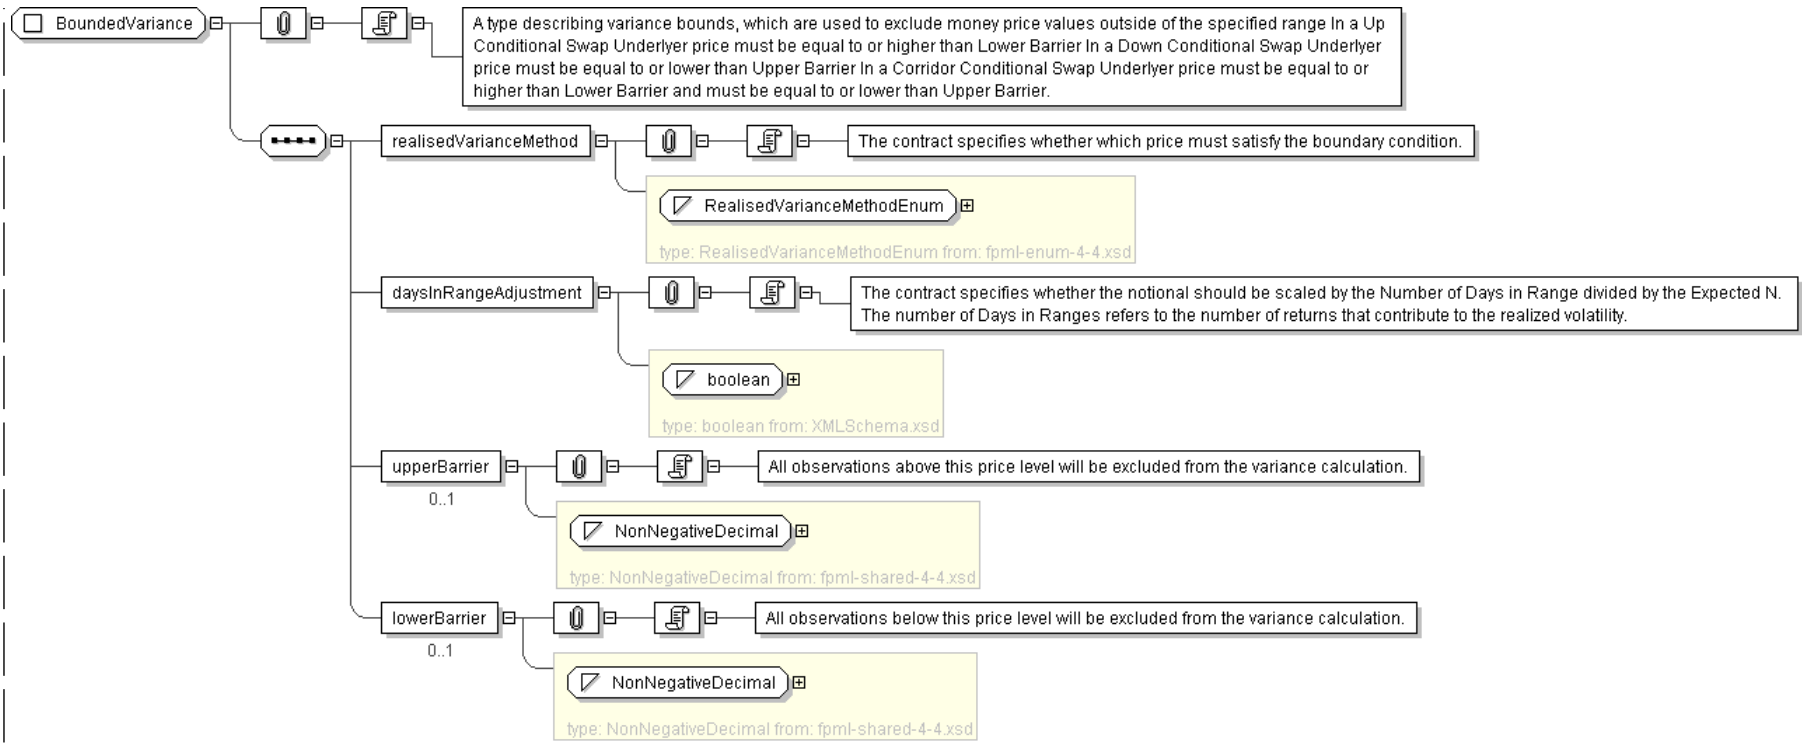 BoundedVariance
A type describing variance bounds, which are used to exclude money price values outside of the specified range In a Up
Conditional Swap Underlyer price must be equal to or higher than Lower Barrier In a Down Conditional Swap Underlyer
price must be equal to or lower than Upper Barrier In a Corridor Conditional Swap Underlyer price must be equal to or
higher than Lower Barrier and must be equal to or lower than Upper Barrier.
realisedVarianceMethod
The contract specifies whether which price must satisfy the boundary condition.
RealisedVarianceMethodEnum
type: RealisedVarianceMethodEnum from: fpml-enum-4-4.xsd
daysInRangeAdjustment
The contract specifies whether the notional should be scaled by the Number of Days in Range divided by the Expected N.
The number of Days in Ranges refers to the number of returns that contribute to the realized volatility.
boolean
type: boolean from: XMLSchema.xsd
upperBarrier
All observations above this price level will be excluded from the variance calculation.
0..1
NonNegativeDecimal
type: NonNegativeDecimal from: fpml-shared-4-4.xsd
lowerBarrier
All observations below this price level will be excluded from the variance calculation.
0..1
NonNegativeDecimal
type: NonNegativeDecimal from: fpml-shared-4-4.xsd